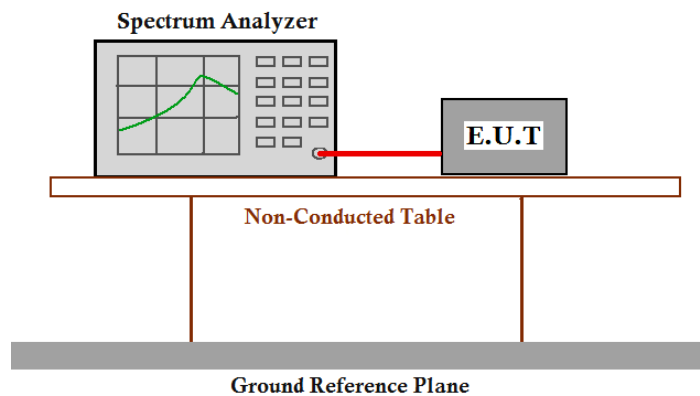 Spectrum Analyzer
E.U.T
Non-Conducted Table
Ground Reference Plane